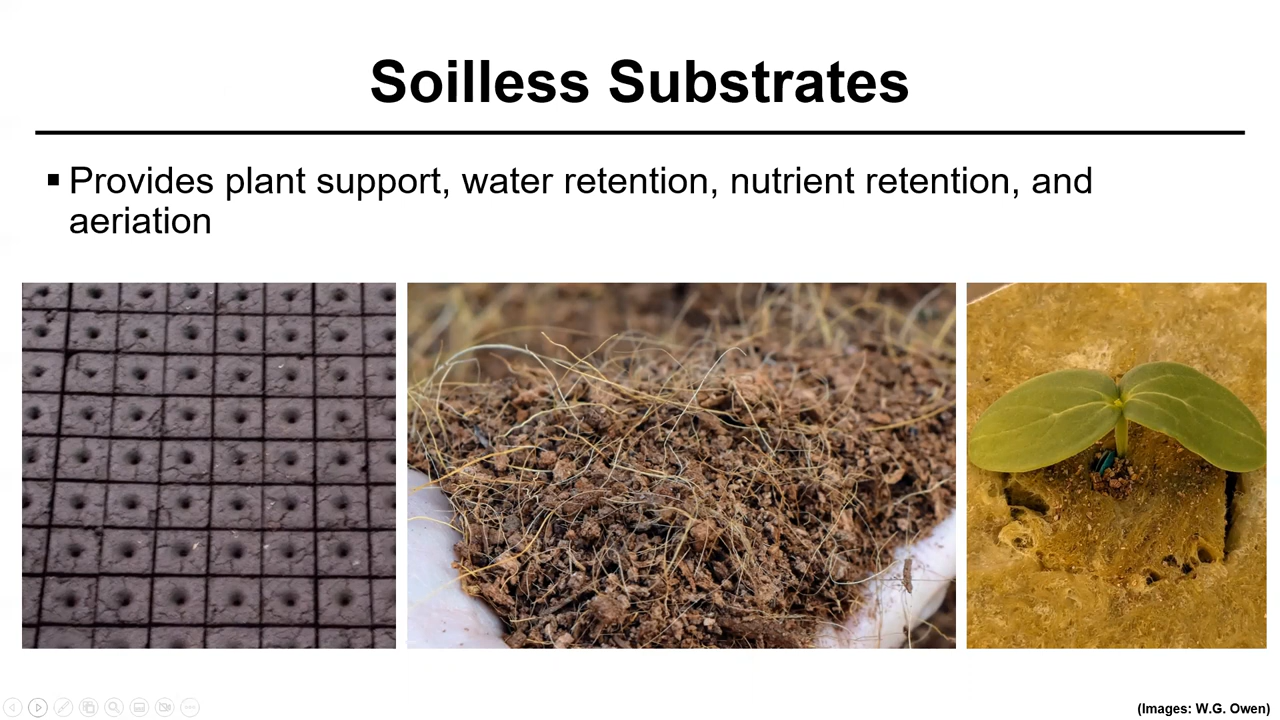 Soilless Substrates
▪ Provides plant support, water retention, nutrient retention, and
aeriation
(Images: W.G. Owen)